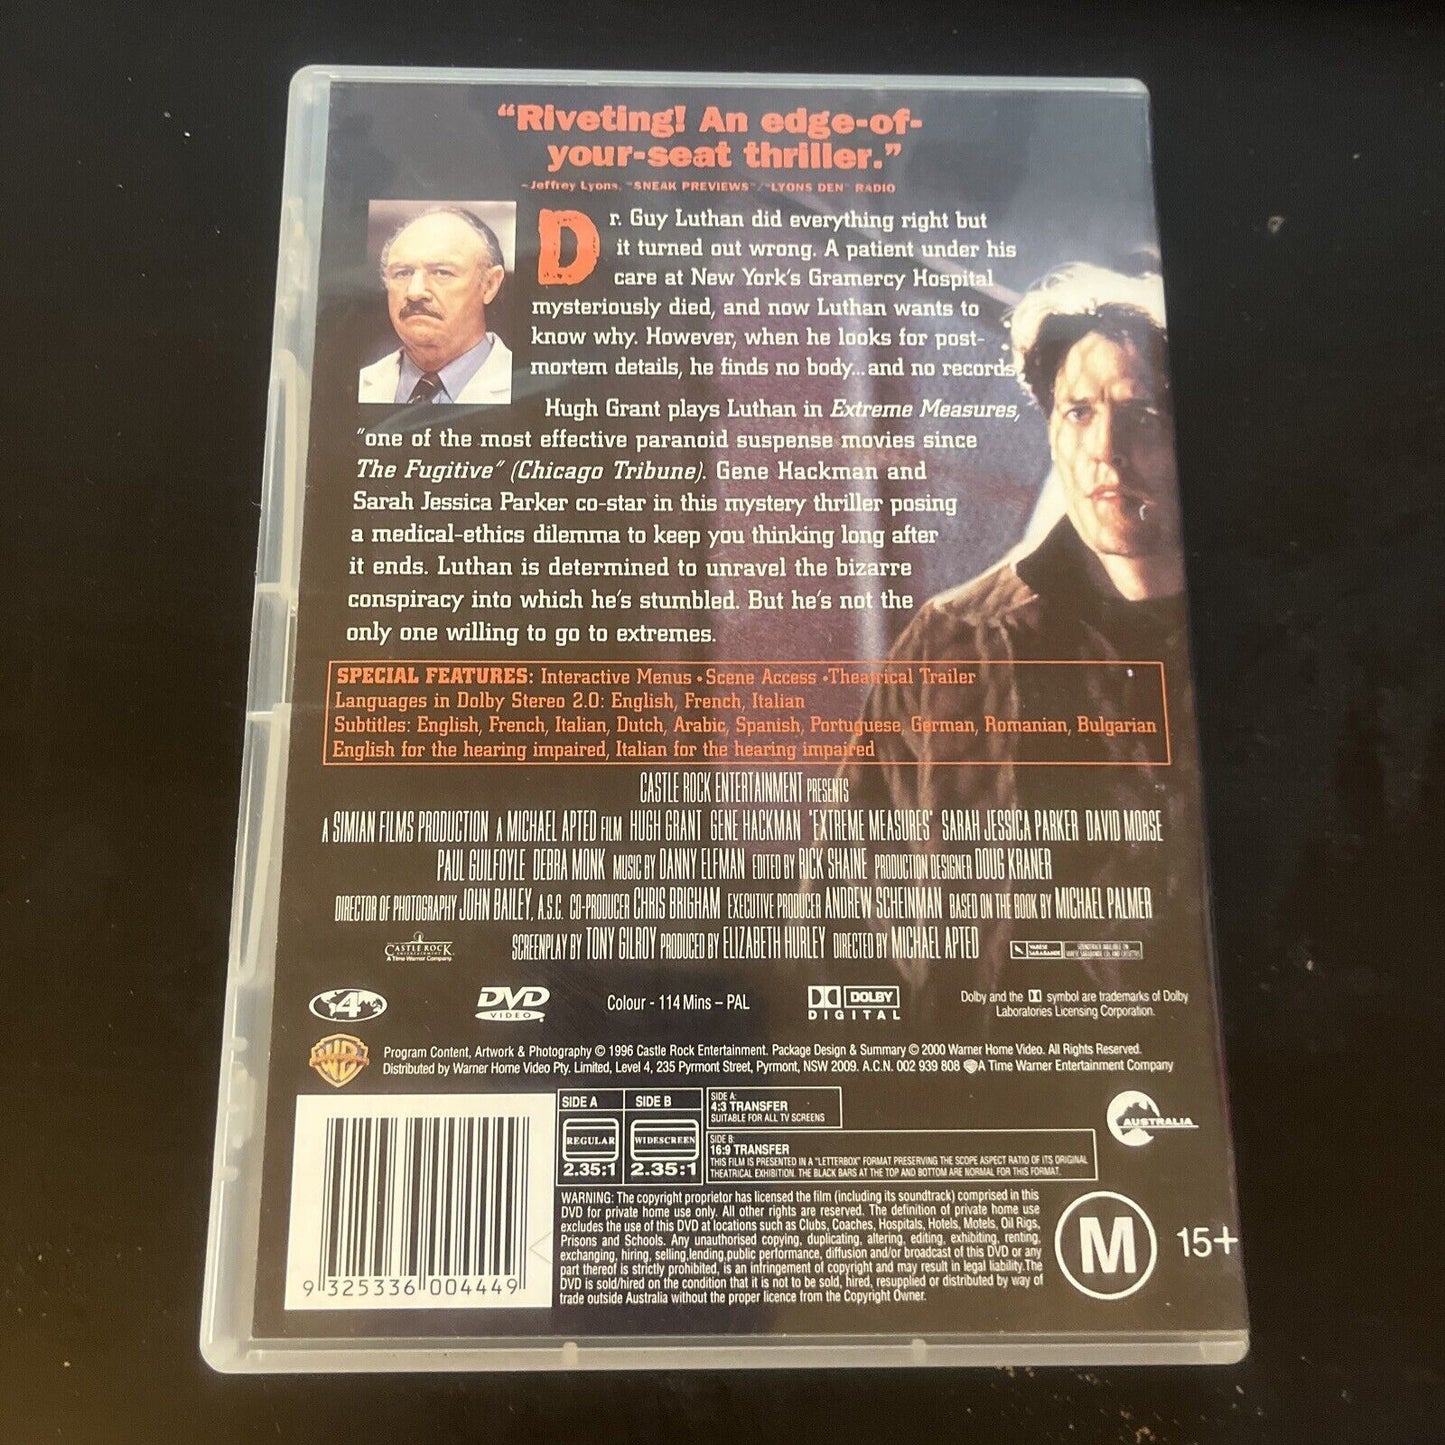 “Riveting! An edge-of-
your-seat thriller.”
–Jeffrey Lyons, "SNEAK PREVIEWS"/"LYONS DEN" RADIO
Dr. Guy Luthan did everything right but
it turned out wrong. A patient under his
care at New York's Gramercy Hospital
mysteriously died, and now Luthan wants to
know why. However, when he looks for post-
mortem details, he finds no body...and no records.
Hugh Grant plays Luthan in Extreme Measures,
"one of the most effective paranoid suspense movies since
The Fugitive" (Chicago Tribune). Gene Hackman and
Sarah Jessica Parker co-star in this mystery thriller posing
a medical-ethics dilemma to keep you thinking long after
it ends. Luthan is determined to unravel the bizarre
conspiracy into which he's stumbled. But he's not the
only one willing to go to extremes.
SPECIAL FEATURES: Interactive Menus • Scene Access • Theatrical Trailer
Languages in Dolby Stereo 2.0: English, French, Italian
Subtitles: English, French, Italian, Dutch, Arabic, Spanish, Portuguese, German, Romanian, Bulgarian
English for the hearing impaired, Italian for the hearing impaired
CASTLE ROCK ENTERTAINMENT PRESENTS
A SIMIAN FILMS PRODUCTION A MICHAEL APTED FILM HUGH GRANT GENE HACKMAN "EXTREME MEASURES" SARAH JESSICA PARKER DAVID MORSE
PAUL GUILFOYLE DEBRA MONK MUSIC BY DANNY ELFMAN EDITED BY RICK SHAINE PRODUCTION DESIGNER DOUG KRANER
DIRECTOR OF PHOTOGRAPHY JOHN BAILEY, A.S.C. CO-PRODUCER CHRIS BRIGHAM EXECUTIVE PRODUCER ANDREW SCHEINMAN BASED ON THE BOOK BY MICHAEL PALMER
SCREENPLAY BY TONY GILROY PRODUCED BY ELIZABETH HURLEY DIRECTED BY MICHAEL APTED
CASTLE ROCK
ENTERTAINMENT
A Time Warner Company
VARESE
SARABANDE
SOUNDTRACK AVAILABLE ON
VARESE SARABANDE CDS AND CASSETTES
4
DVD
VIDEO
Colour - 114 Mins – PAL
DOLBY
DIGITAL
Dolby and the symbol are trademarks of Dolby
Laboratories Licensing Corporation.
WB
Program Content, Artwork & Photography © 1996 Castle Rock Entertainment. Package Design & Summary © 2000 Warner Home Video. All Rights Reserved.
Distributed by Warner Home Video Pty. Limited, Level 4, 235 Pyrmont Street, Pyrmont, NSW 2009. A.C.N. 002 939 808 A Time Warner Entertainment Company
SIDE A SIDE B
REGULAR WIDESCREEN
2.35:1 2.35:1
SIDE A:
4:3 TRANSFER
SUITABLE FOR ALL TV SCREENS
SIDE B:
16:9 TRANSFER
THIS FILM IS PRESENTED IN A "LETTERBOX" FORMAT PRESERVING THE SCOPE ASPECT RATIO OF ITS ORIGINAL
THEATRICAL EXHIBITION. THE BLACK BARS AT THE TOP AND BOTTOM ARE NORMAL FOR THIS FORMAT.
AUSTRALIA
WARNING: The copyright proprietor has licensed the film (including its soundtrack) comprised in this
DVD for private home use only. All other rights are reserved. The definition of private home use
excludes the use of this DVD at locations such as Clubs, Coaches, Hospitals, Hotels, Motels, Oil Rigs,
Prisons and Schools. Any unauthorised copying, duplicating, altering, editing, exhibiting, renting,
exchanging, hiring, selling,lending,public performance, diffusion and/or broadcast of this DVD or any
part thereof is strictly prohibited, is an infringement of copyright and may result in legal liability.The
DVD is sold/hired on the condition that it is not to be sold, hired, resupplied or distributed by way of
trade outside Australia without the proper licence from the Copyright Owner.
M 15+
9 325336 004449